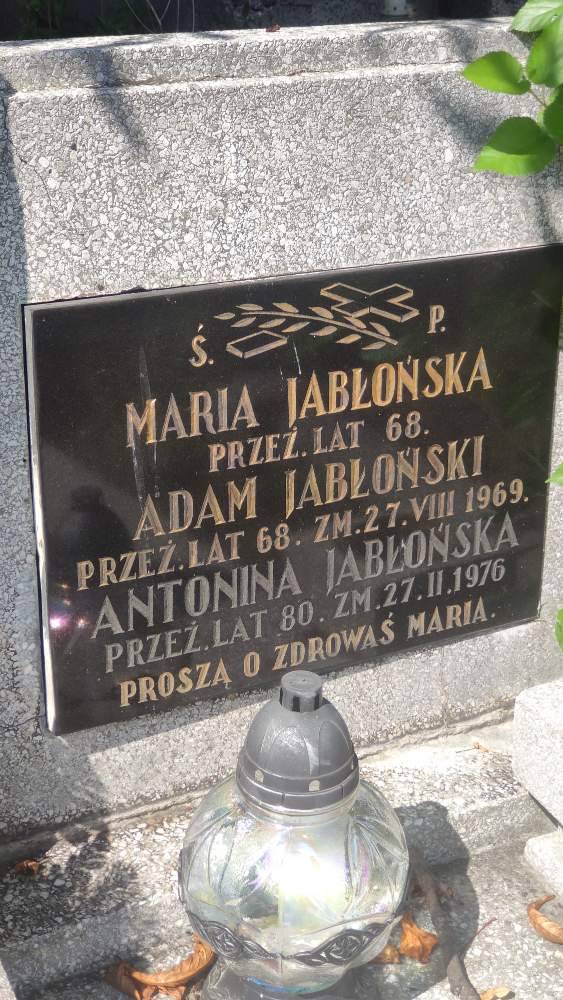 Ś. P.
MARIA JABŁOŃSKA
PRZEŻ. LAT 68.
ADAM JABŁOŃSKI
PRZEŻ. LAT 68. ZM. 27. VIII 1969.
ANTONINA JABŁOŃSKA
PRZEŻ. LAT 80. ZM. 27. II. 1976
PROSZĄ O ZDROWAŚ MARIA.